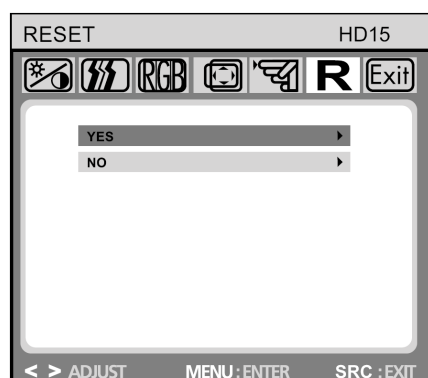 RESET HD15
RGB R Exit
YES
NO
< > ADJUST MENU : ENTER SRC : EXIT